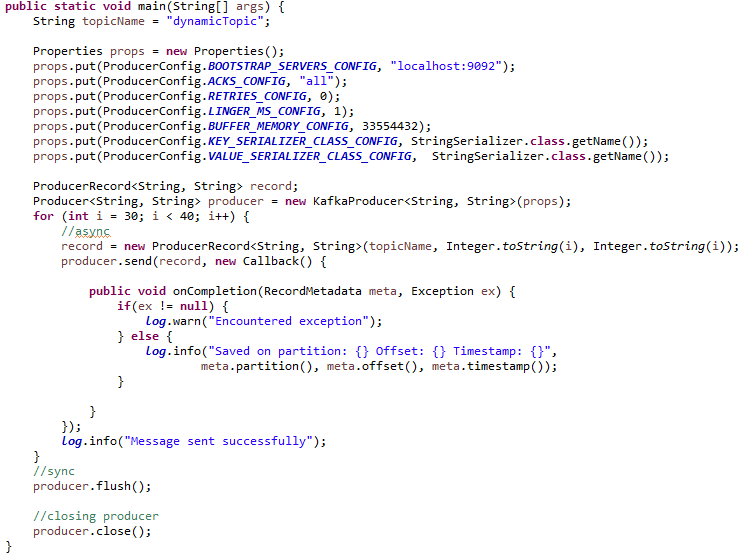 public static void main(String[] args) {
    String topicName = "dynamicTopic";

    Properties props = new Properties();
    props.put(ProducerConfig.BOOTSTRAP_SERVERS_CONFIG, "localhost:9092");
    props.put(ProducerConfig.ACKS_CONFIG, "all");
    props.put(ProducerConfig.RETRIES_CONFIG, 0);
    props.put(ProducerConfig.LINGER_MS_CONFIG, 1);
    props.put(ProducerConfig.BUFFER_MEMORY_CONFIG, 33554432);
    props.put(ProducerConfig.KEY_SERIALIZER_CLASS_CONFIG, StringSerializer.class.getName());
    props.put(ProducerConfig.VALUE_SERIALIZER_CLASS_CONFIG,  StringSerializer.class.getName());

    ProducerRecord<String, String> record;
    Producer<String, String> producer = new KafkaProducer<String, String>(props);
    for (int i = 30; i < 40; i++) {
        //async
        record = new ProducerRecord<String, String>(topicName, Integer.toString(i), Integer.toString(i));
        producer.send(record, new Callback() {

            public void onCompletion(RecordMetadata meta, Exception ex) {
                if(ex != null) {
                    log.warn("Encountered exception");
                } else {
                    log.info("Saved on partition: {} Offset: {} Timestamp: {}",
                            meta.partition(), meta.offset(), meta.timestamp());
                }

            }
        });
        log.info("Message sent successfully");
    }
    //sync
    producer.flush();

    //closing producer
    producer.close();
}